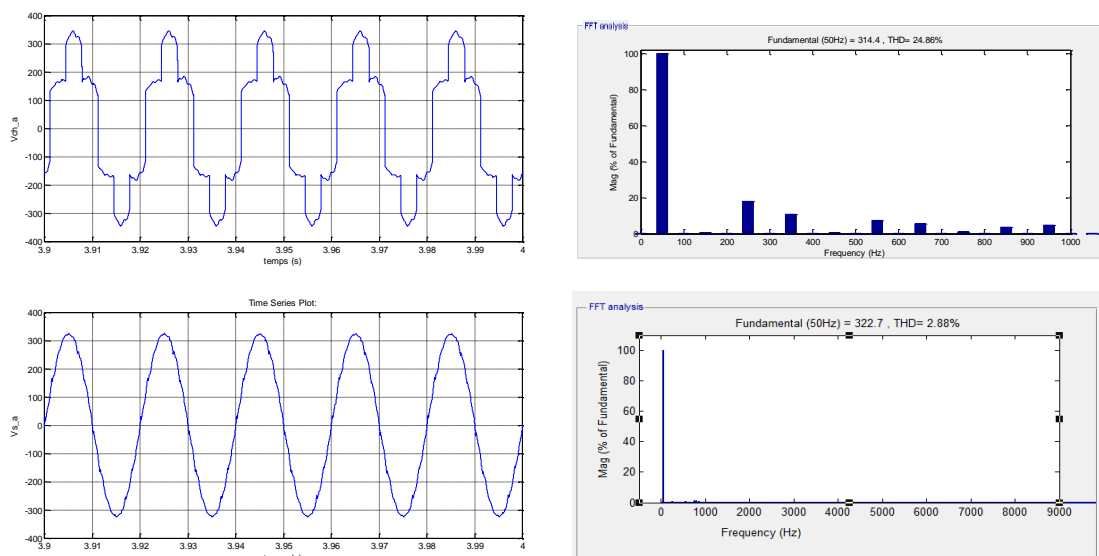 400
300
200
100
0
-100
-200
-300
-400
Vch_a
3.9 3.91 3.92 3.93 3.94 3.95 3.96 3.97 3.98 3.99 4
temps (s)
FFT analysis
Fundamental (50Hz) = 314.4 , THD= 24.86%
100
80
60
40
20
0
Mag (% of Fundamental)
0 100 200 300 400 500 600 700 800 900 1000
Frequency (Hz)
Time Series Plot:
400
300
200
100
0
-100
-200
-300
-400
Vs_a
3.9 3.91 3.92 3.93 3.94 3.95 3.96 3.97 3.98 3.99 4
FFT analysis
Fundamental (50Hz) = 322.7 , THD= 2.88%
100
80
60
40
20
0
Mag (% of Fundamental)
0 1000 2000 3000 4000 5000 6000 7000 8000 9000
Frequency (Hz)